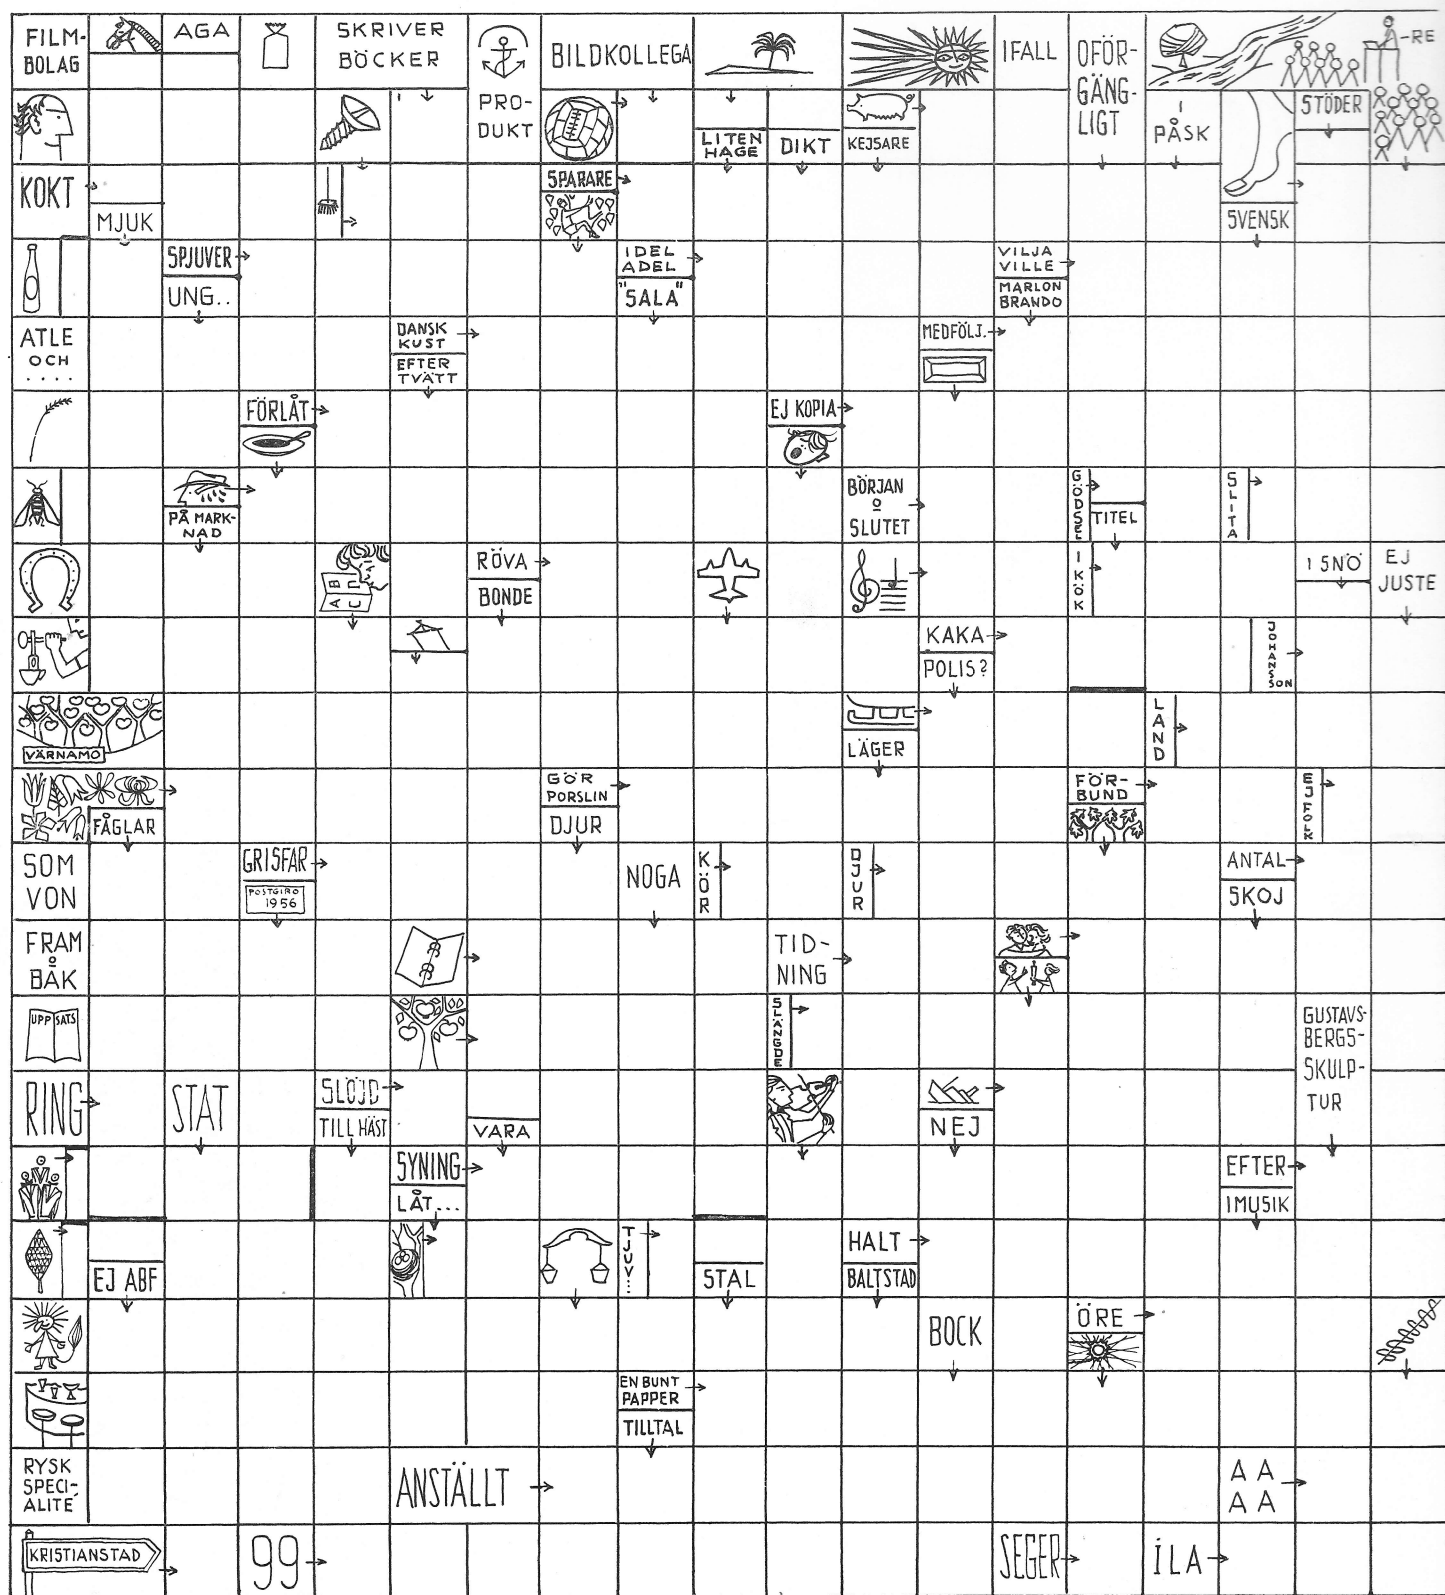 FILM-
BOLAG
AGA
SKRIVER
BÖCKER
BILDKOLLEGA
IFALL
OFÖR-
GÄNG-
LIGT
-RE
PRO-
DUKT
LITEN
HAGE
DIKT
KEJSARE
I
PÅSK
STÖDER
KOKT
MJUK
SPARARE
SVENSK
SPJUVER
UNG..
IDEL
ADEL
"SALA"
VILJA
VILLE
MARLON
BRANDO
ATLE
OCH
....
DANSK
KUST
EFTER
TVÄTT
MEDFÖLJ.
FÖRLÅT
EJ KOPIA
PÅ MARK-
NAD
BÖRJAN
O
SLUTET
GÖDSEL
TITEL
SLITA
A B C
RÖVA
BONDE
I KÖK
I SNÖ
EJ
JUSTE
KAKA
POLIS?
JOHANSSON
VÄRNAMO
LÄGER
LAND
FÅGLAR
GÖR
PORSLIN
DJUR
FÖR-
BUND
EJ FOLK
SOM
VON
GRISFAR
POSTGIRO
1956
NOGA
KÖR
DJUR
ANTAL
SKOJ
FRAM
O
BAK
TID-
NING
UPPSATS
SLÄNGDE
GUSTAVS-
BERGS-
SKULP-
TUR
RING
STAT
SLÖJD
TILL HÄST
VARA
NEJ
SYNING
LÅT...
EFTER
I MUSIK
EJ ABF
TJUV...
STAL
HALT
BALTSTAD
BOCK
ÖRE
EN BUNT
PAPPER
TILLTAL
RYSK
SPECI-
ALITÉ
ANSTÄLLT
A A
A A
KRISTIANSTAD
99
SEGER
ILA